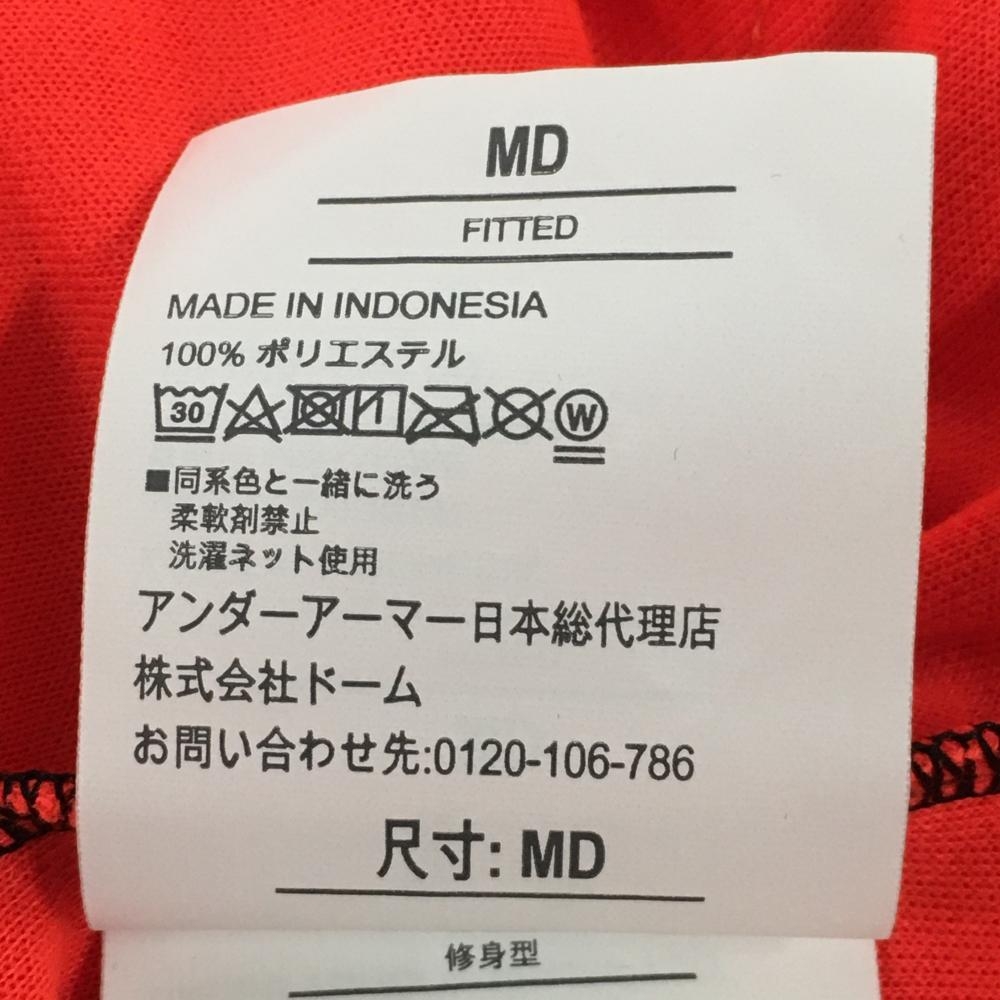 MD
FITTED
MADE IN INDONESIA
100% ポリエステル
30 W
■同系色と一緒に洗う
柔軟剤禁止
洗濯ネット使用
アンダーアーマー日本総代理店
株式会社ドーム
お問い合わせ先:0120-106-786
尺寸: MD
修身型